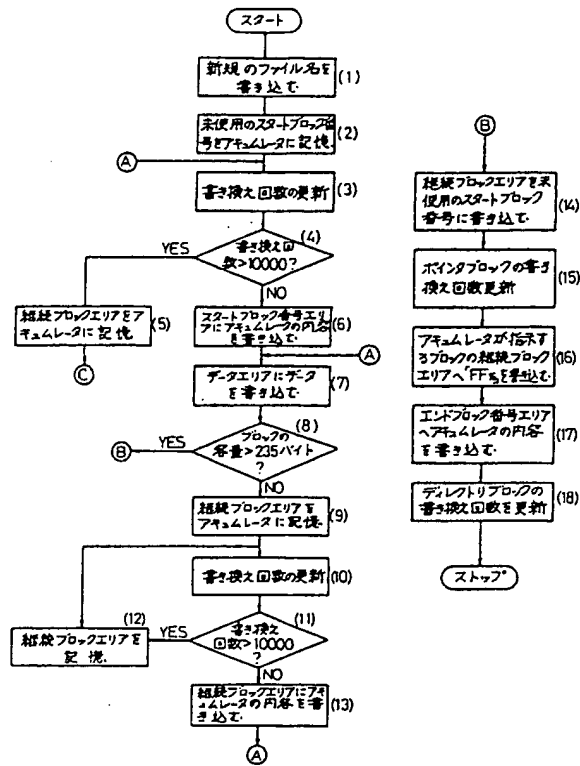 スタート
新規のファイル名を
書き込む.
(1)
未使用のスタートブロック番
号をアキュムレータに記憶.
(2)
A
書き換え回数の更新
(3)
書き換え回
数>10000?
(4)
YES
NO
継続ブロックエリアをア
キュムレータに記憶
(5)
C
スタートブロック番号エリ
アにアキュムレータの内容
を書き込む
(6)
A
データエリアにデータ
を書き込む
(7)
ブロックの
容量>235バイト
?
(8)
YES
B
NO
継続ブロックエリアを
アキュムレータに記憶.
(9)
書き換え回数の更新
(10)
書き換え
回数>10000
?
(11)
YES
NO
継続ブロックエリアを
記憶.
(12)
継続ブロックエリアにアキ
ュムレータの内容を書
き込む
(13)
A
B
継続ブロックエリアを未
使用のスタートブロック
番号に書き込む
(14)
ポインタブロックの書き
換え回数更新
(15)
アキュムレータが指示す
るブロックの継続ブロック
エリアへ'FF'を書き込む
(16)
エンドブロック番号エリア
へアキュムレータの内容
を書き込む
(17)
ディレクトリブロックの
書き換え回数を更新
(18)
ストップ